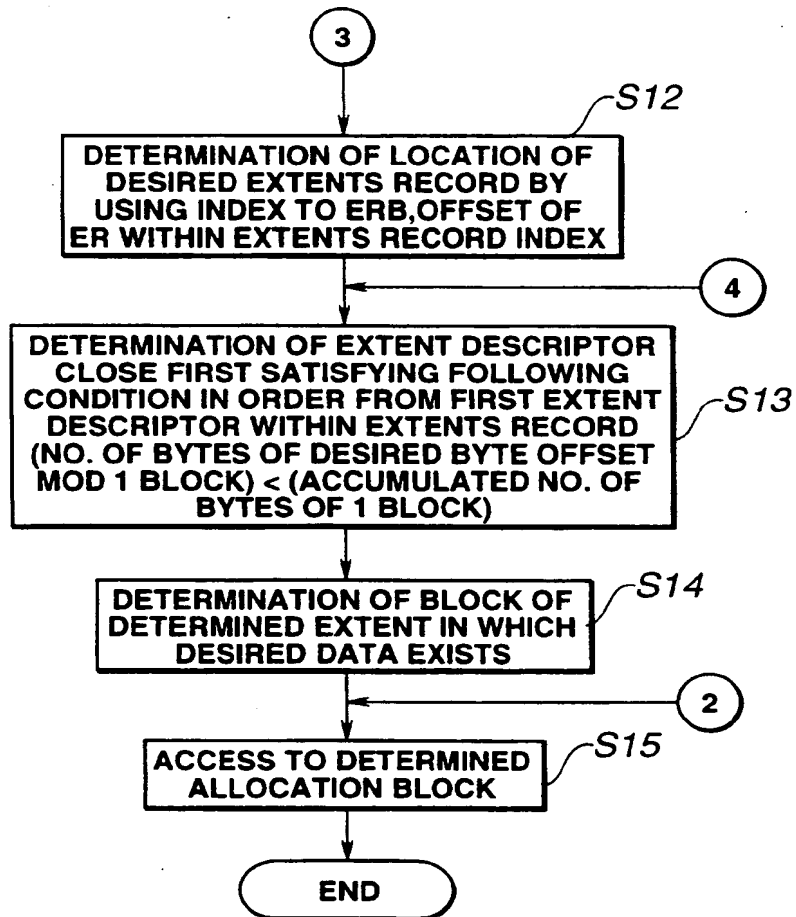 3
S12
DETERMINATION OF LOCATION OF
DESIRED EXTENTS RECORD BY
USING INDEX TO ERB,OFFSET OF
ER WITHIN EXTENTS RECORD INDEX
4
DETERMINATION OF EXTENT DESCRIPTOR
CLOSE FIRST SATISFYING FOLLOWING
CONDITION IN ORDER FROM FIRST EXTENT
DESCRIPTOR WITHIN EXTENTS RECORD
(NO. OF BYTES OF DESIRED BYTE OFFSET
MOD 1 BLOCK) < (ACCUMULATED NO. OF
BYTES OF 1 BLOCK)
S13
S14
DETERMINATION OF BLOCK OF
DETERMINED EXTENT IN WHICH
DESIRED DATA EXISTS
2
S15
ACCESS TO DETERMINED
ALLOCATION BLOCK
END